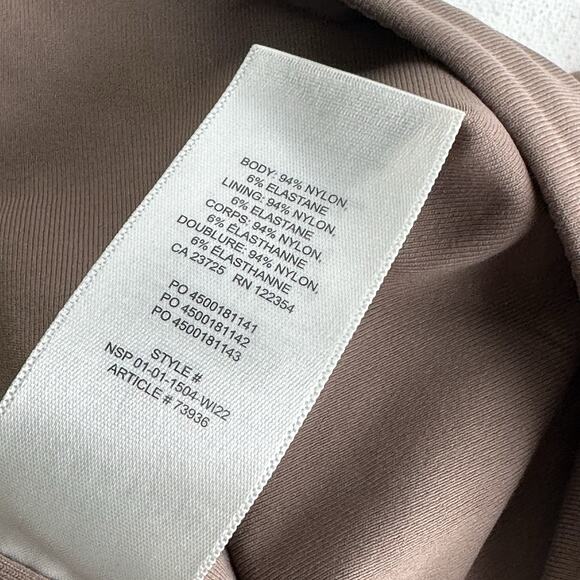 BODY: 94% NYLON,
6% ELASTANE
LINING: 94% NYLON,
6% ELASTANE
CORPS: 94% NYLON,
6% ÉLASTHANNE
DOUBLURE: 94% NYLON,
6% ÉLASTHANNE
CA 23725 RN 122354
PO 4500181141
PO 4500181142
PO 4500181143
STYLE #
NSP 01-01-1504-WI22
ARTICLE # 73936